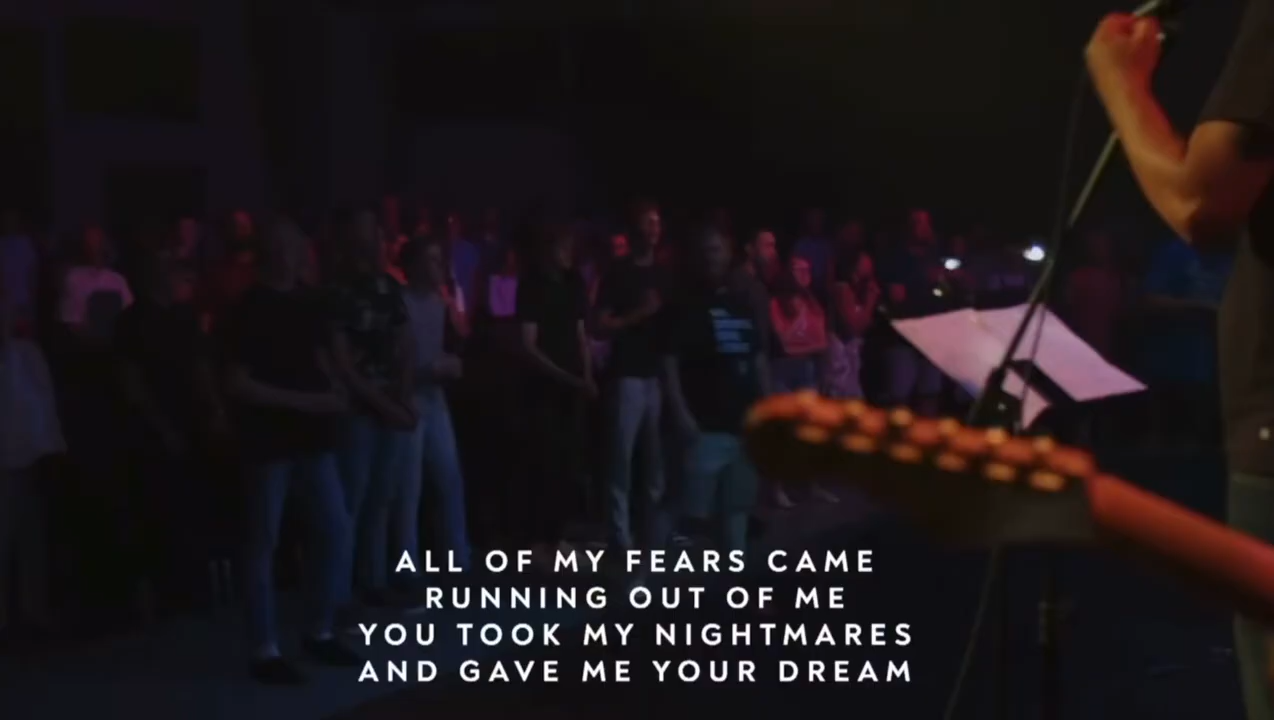 ALL OF MY FEARS CAME
RUNNING OUT OF ME
YOU TOOK MY NIGHTMARES
AND GAVE ME YOUR DREAM